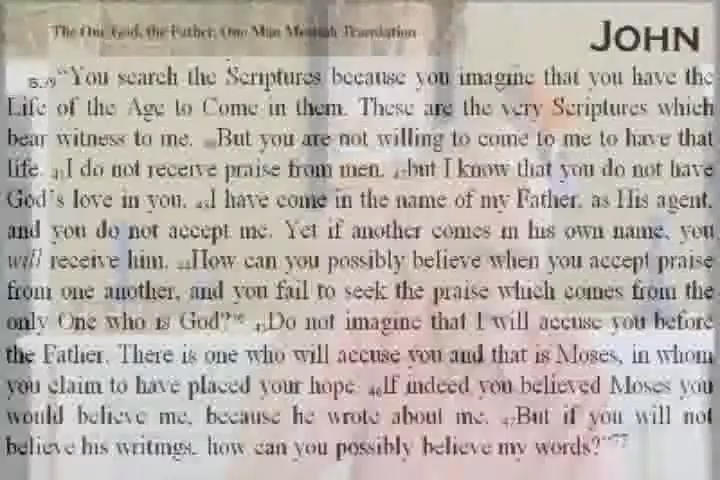 The One God, the Father, One Man Messiah Translation
JOHN
5:39“You search the Scriptures because you imagine that you have the
Life of the Age to Come in them. These are the very Scriptures which
bear witness to me. 40But you are not willing to come to me to have that
life. 41I do not receive praise from men, 42but I know that you do not have
God's love in you. 43I have come in the name of my Father, as His agent,
and you do not accept me. Yet if another comes in his own name, you
will receive him. 44How can you possibly believe when you accept praise
from one another, and you fail to seek the praise which comes from the
only One who is God?76 45Do not imagine that I will accuse you before
the Father. There is one who will accuse you and that is Moses, in whom
you claim to have placed your hope. 46If indeed you believed Moses you
would believe me, because he wrote about me. 47But if you will not
believe his writings, how can you possibly believe my words?”77